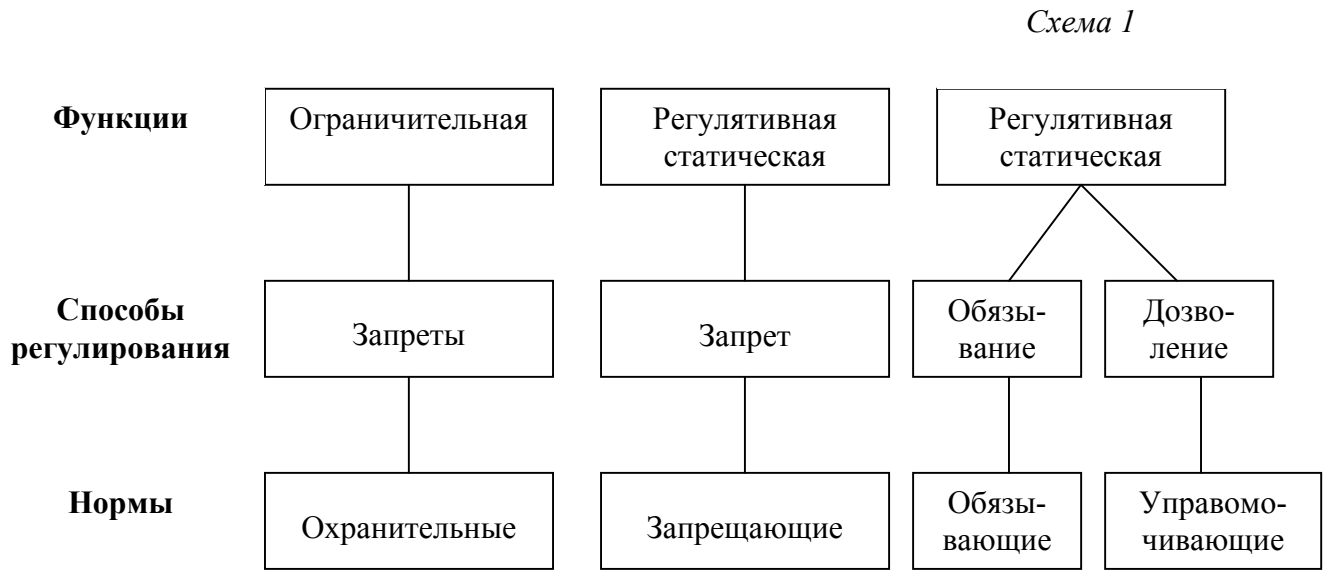 Схема 1
Функции
Ограничительная
Регулятивная
статическая
Регулятивная
статическая
Способы
регулирования
Запреты
Запрет
Обязы-
вание
Дозво-
ление
Нормы
Охранительные
Запрещающие
Обязы-
вающие
Управомо-
чивающие